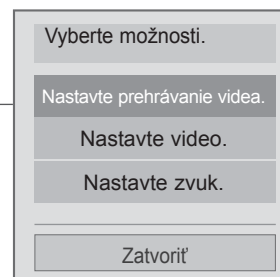 Vyberte možnosti.
Nastavte prehrávanie videa.
Nastavte video.
Nastavte zvuk.
Zatvoriť